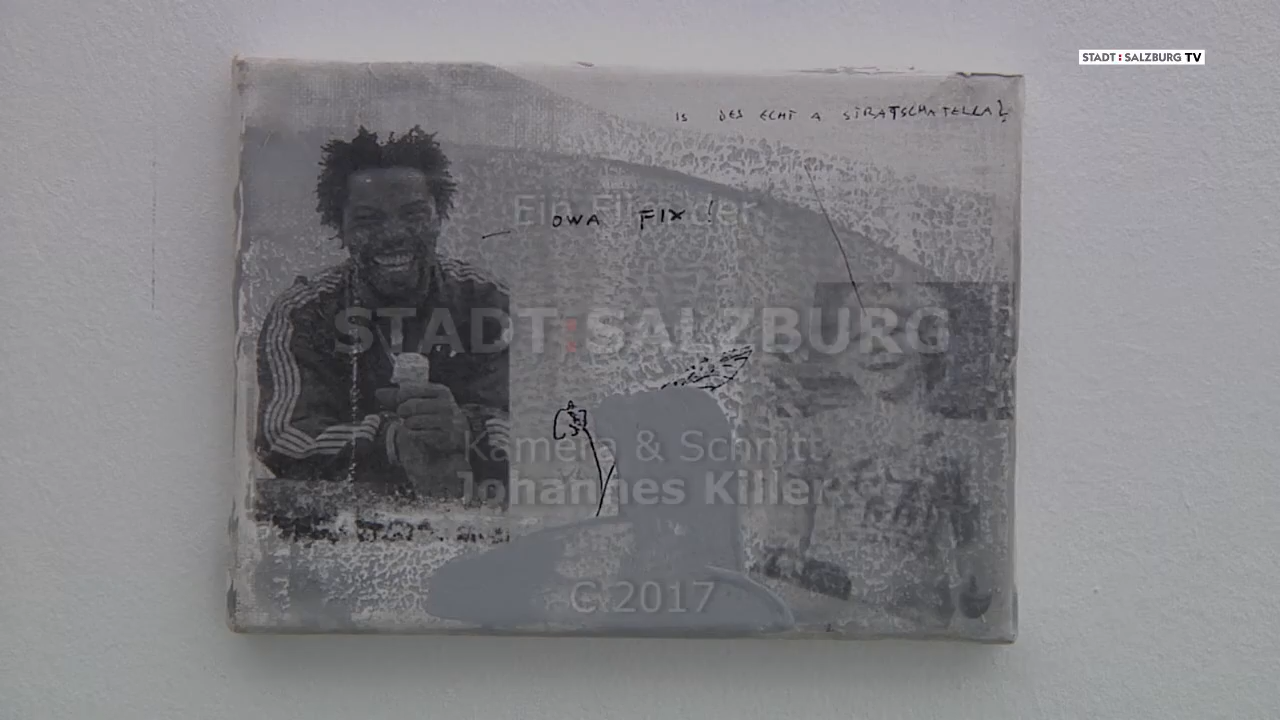 STADT:SALZBURG TV
IS DES ECHT A STRATSCHATELLA?
Ein Film der
OWA FIX!
STADT:SALZBURG
Kamera & Schnitt
Johannes Killer
C 2017